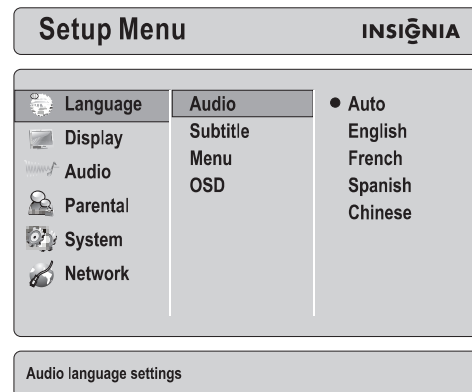 Setup Menu INSIGNIA
Language Audio Auto
Display Subtitle English
Audio Menu French
Parental OSD Spanish
System Chinese
Network
Audio language settings